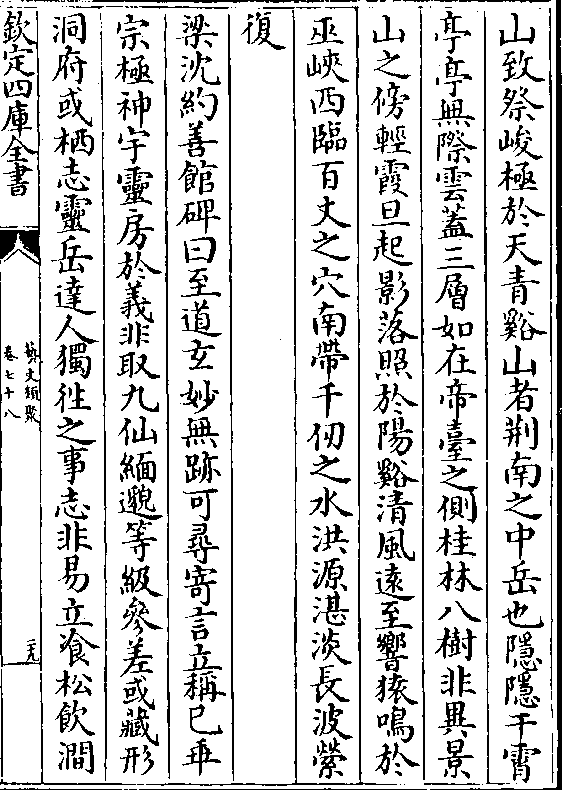 山致祭峻極於天青谿山者荆南之中岳也隱隱干霄
亭亭無際雲蓋三層如在帝臺之側桂林八樹非異景
山之傍輕霞旦起影落照於陽谿清風遠至響猿鳴於
巫峽西臨百丈之穴南帶千仞之水洪源湛淡長波縈
復
梁沈約善館碑曰至道玄妙無跡可尋寄言立稱已乖
宗極神宇靈房於義非取九仙緬邈等級參差或藏形
洞府或栖志靈岳達人獨往之事志非易立飡松飲澗
欽定四庫全書
藝文類聚
卷七十八
二九